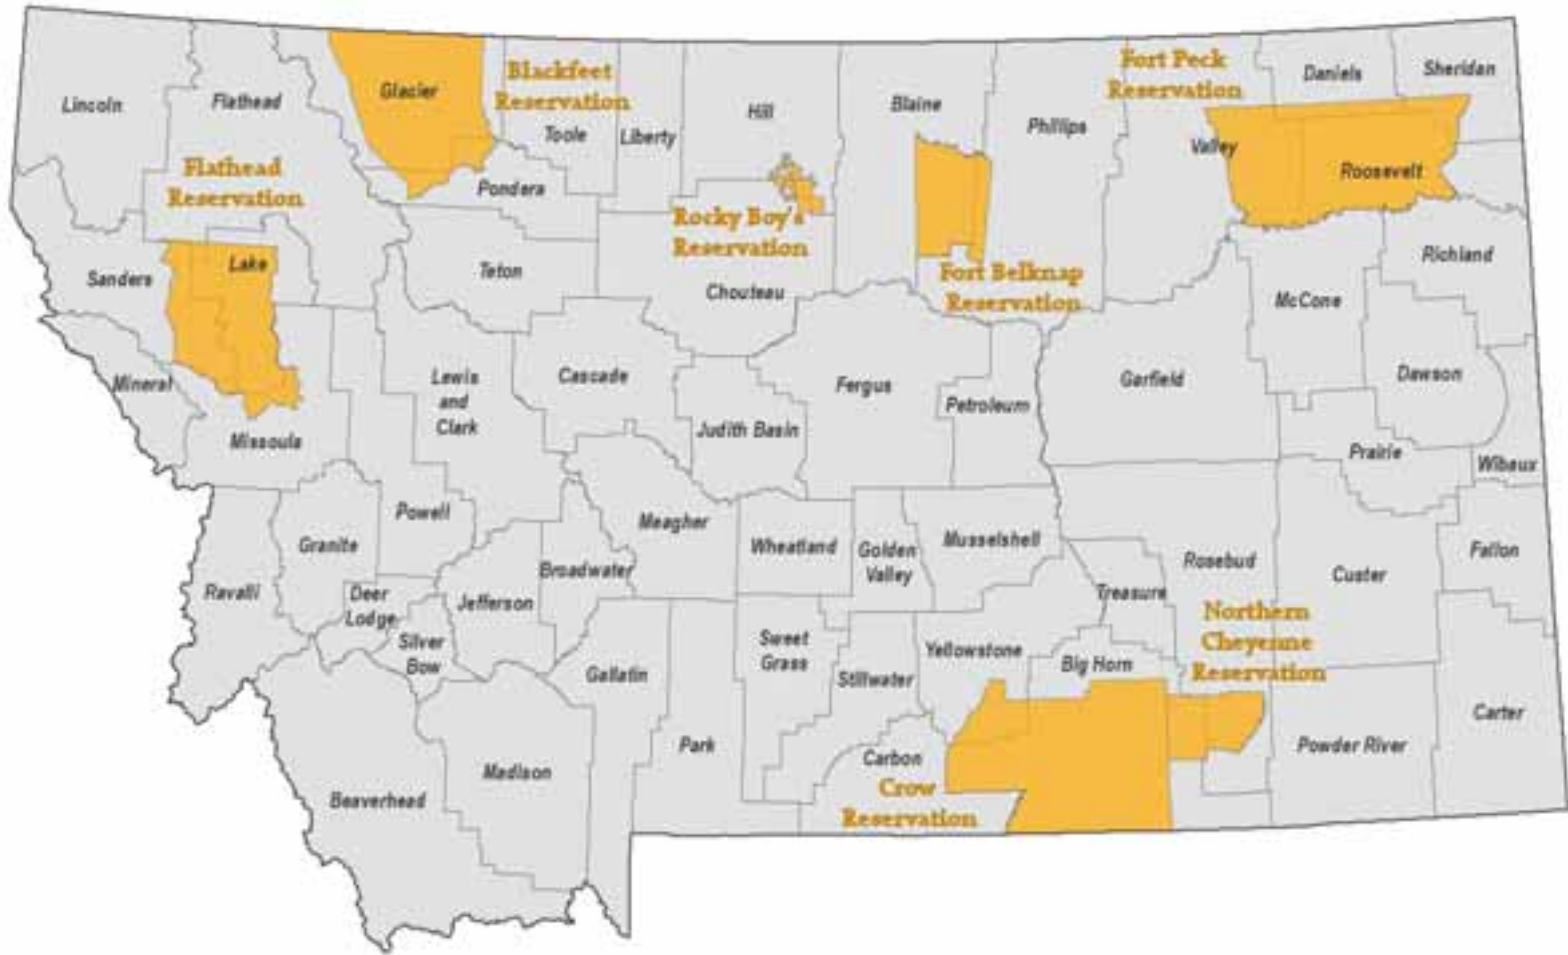 Lincoln
Flathead
Glacier
Blackfeet
Reservation
Toole
Liberty
Hill
Blaine
Phillips
Fort Peck
Reservation
Daniels
Sheridan
Valley
Roosevelt
Flathead
Reservation
Pondera
Rocky Boy's
Reservation
Sanders
Lake
Teton
Chouteau
Fort Belknap
Reservation
Richland
McCone
Mineral
Missoula
Lewis
and
Clark
Cascade
Judith Basin
Fergus
Petroleum
Garfield
Dawson
Prairie
Wibaux
Powell
Granite
Ravalli
Deer
Lodge
Silver
Bow
Jefferson
Broadwater
Meagher
Wheatland
Golden
Valley
Musselshell
Treasure
Rosebud
Custer
Fallon
Northern
Cheyenne
Reservation
Gallatin
Sweet
Grass
Stillwater
Yellowstone
Big Horn
Beaverhead
Madison
Park
Carbon
Crow
Reservation
Powder River
Carter